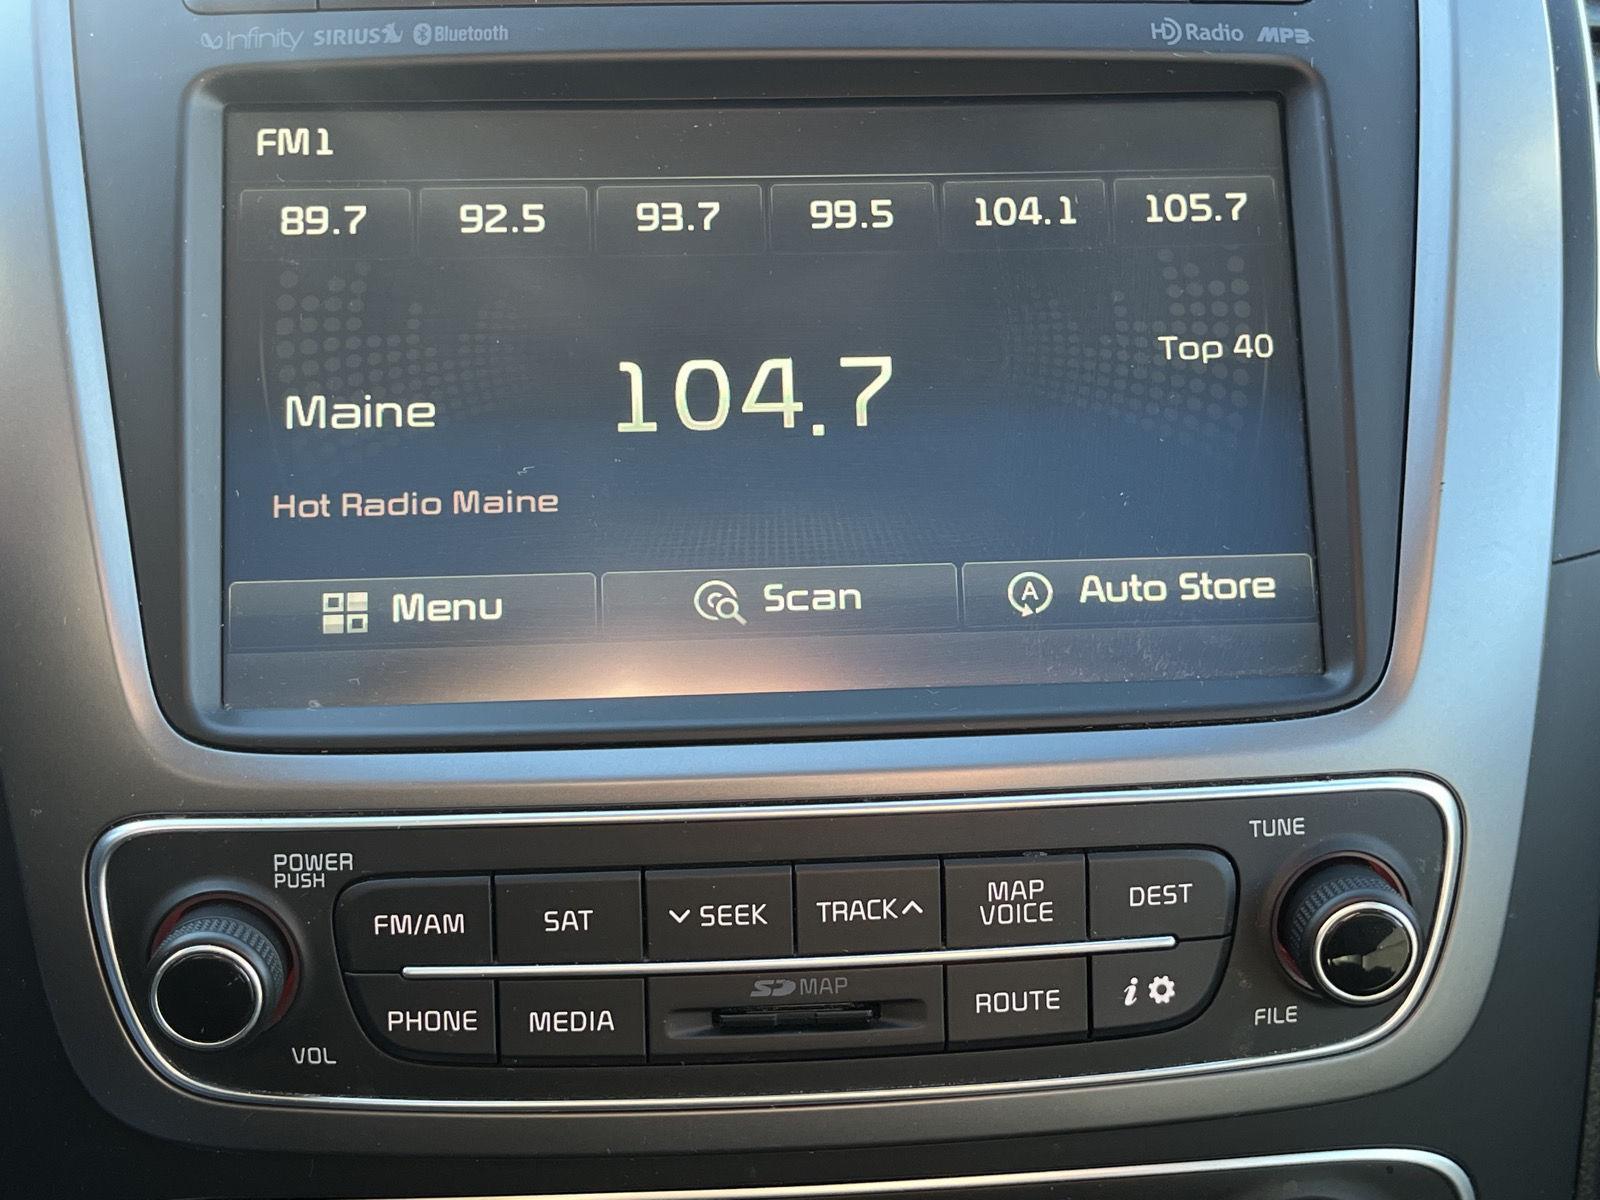 Infinity SIRIUS Bluetooth HD Radio MP3
FM1
89.7 92.5 93.7 99.5 104.1 105.7
Top 40
Maine 104.7
Hot Radio Maine
Menu Scan A Auto Store
POWER
PUSH
TUNE
FM/AM SAT SEEK TRACK MAP VOICE DEST
PHONE MEDIA SD MAP ROUTE i
VOL FILE